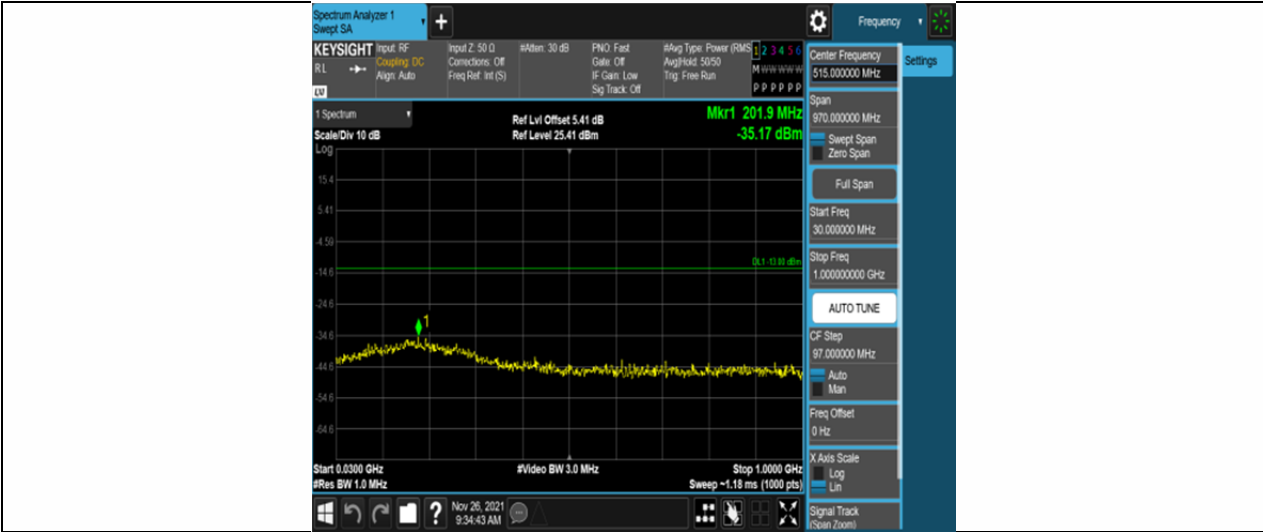 Spectrum Analyzer 1
Swept SA
+
Frequency
KEYSIGHT Input: RF
RL
Coupling: DC
Align: Auto
LV
Input Z: 50 Ω
Corrections: Off
Freq Ref: Int (S)
#Atten: 30 dB
PNO: Fast
Gate: Off
IF Gain: Low
Sig Track: Off
#Avg Type: Power (RMS
Avg|Hold: 50/50
Trig: Free Run
1 2 3 4 5 6
M W W W W W
P P P P P P
1 Spectrum
Scale/Div 10 dB
Ref Lvl Offset 5.41 dB
Ref Level 25.41 dBm
Mkr1 201.9 MHz
-35.17 dBm
Log
15.4
5.41
-4.59
-14.6
-24.6
-34.6
-44.6
-54.6
-64.6
DL1 -13.00 dBm
1
Start 0.0300 GHz
#Res BW 1.0 MHz
#Video BW 3.0 MHz
Stop 1.0000 GHz
Sweep ~1.18 ms (1000 pts)
Nov 26, 2021
9:34:43 AM
?
Settings
Center Frequency
515.000000 MHz
Span
970.000000 MHz
Swept Span
Zero Span
Full Span
Start Freq
30.000000 MHz
Stop Freq
1.000000000 GHz
AUTO TUNE
CF Step
97.000000 MHz
Auto
Man
Freq Offset
0 Hz
X Axis Scale
Log
Lin
Signal Track
(Span Zoom)